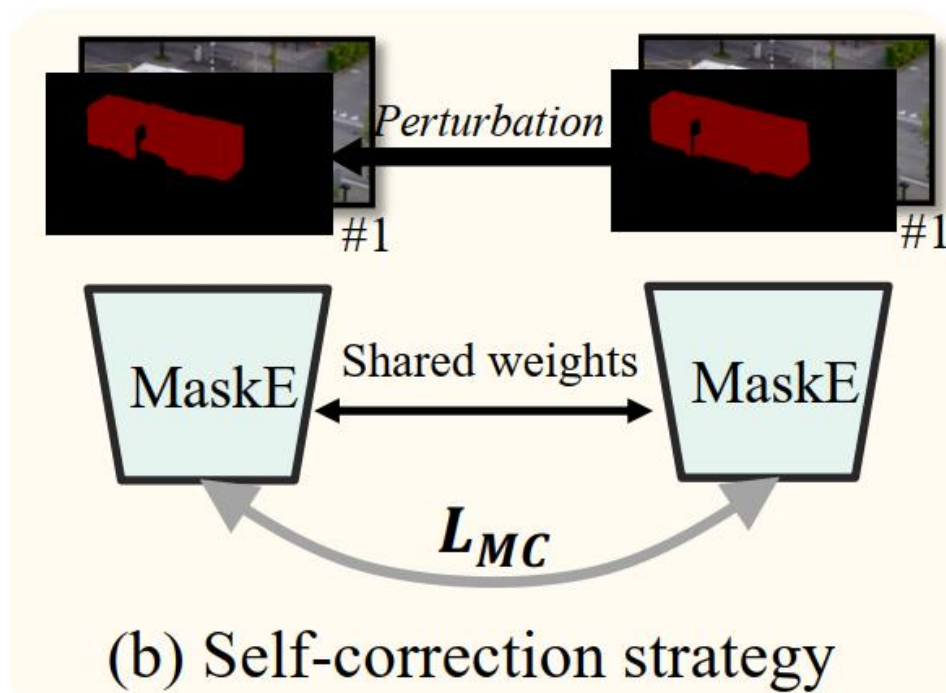 Perturbation
#1
#1
MaskE
Shared weights
MaskE
L_MC
(b) Self-correction strategy